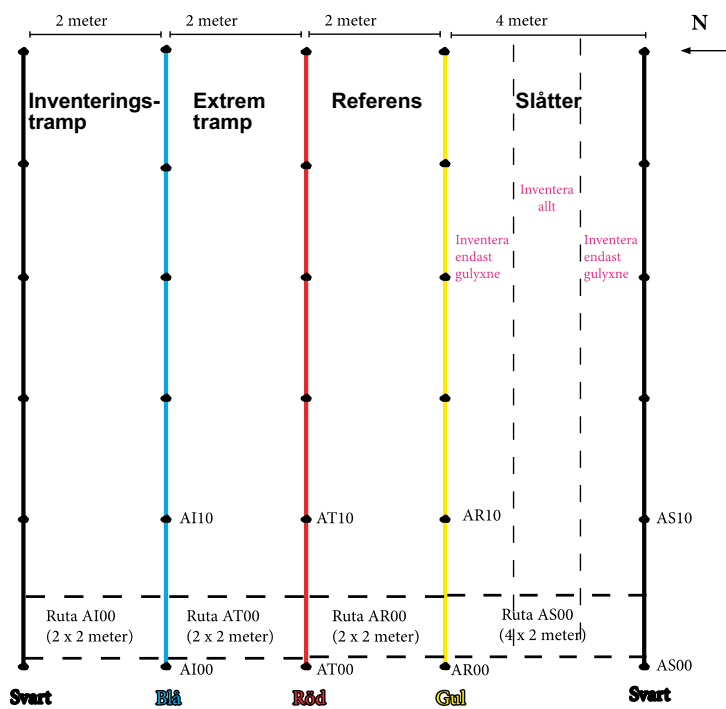 2 meter
2 meter
2 meter
4 meter
N
Inventerings-
tramp
Extrem
tramp
Referens
Slåtter
Inventera
allt
Inventera
endast
gulyxne
Inventera
endast
gulyxne
AI10
AT10
AR10
AS10
Ruta AI00
(2 x 2 meter)
Ruta AT00
(2 x 2 meter)
Ruta AR00
(2 x 2 meter)
Ruta AS00
(4 x 2 meter)
AI00
AT00
AR00
AS00
Svart
Blå
Röd
Gul
Svart